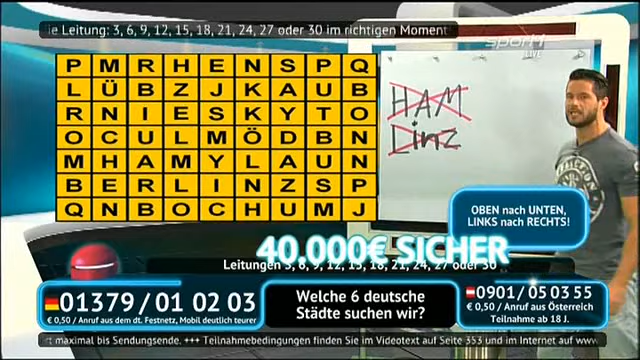 ie Leitung: 3, 6, 9, 12, 15, 18, 21, 24, 27 oder 30 im richtigen Moment
sport1
LIVE
P M R H E N S P Q
L Ü B Z J K A U B
R N I E S K Y T O
O C U L M Ö D B N
M H A M Y L A U N
B E R L I N Z S P
Q N B O C H U M J
HAM
Linz
OBEN nach UNTEN,
LINKS nach RECHTS!
40.000€ SICHER
Leitungen 3, 6, 9, 12, 15, 18, 21, 24, 27 oder 30
01379/01 02 03
€ 0,50 / Anruf aus dem dt. Festnetz, Mobil deutlich teurer
Welche 6 deutsche
Städte suchen wir?
0901/05 03 55
€ 0,50 / Anruf aus Österreich
Teilnahme ab 18 J.
rt maximal bis Sendungsende. +++ Teilnahmebedingungen finden Sie im Videotext auf Seite 353 und im Internet auf www